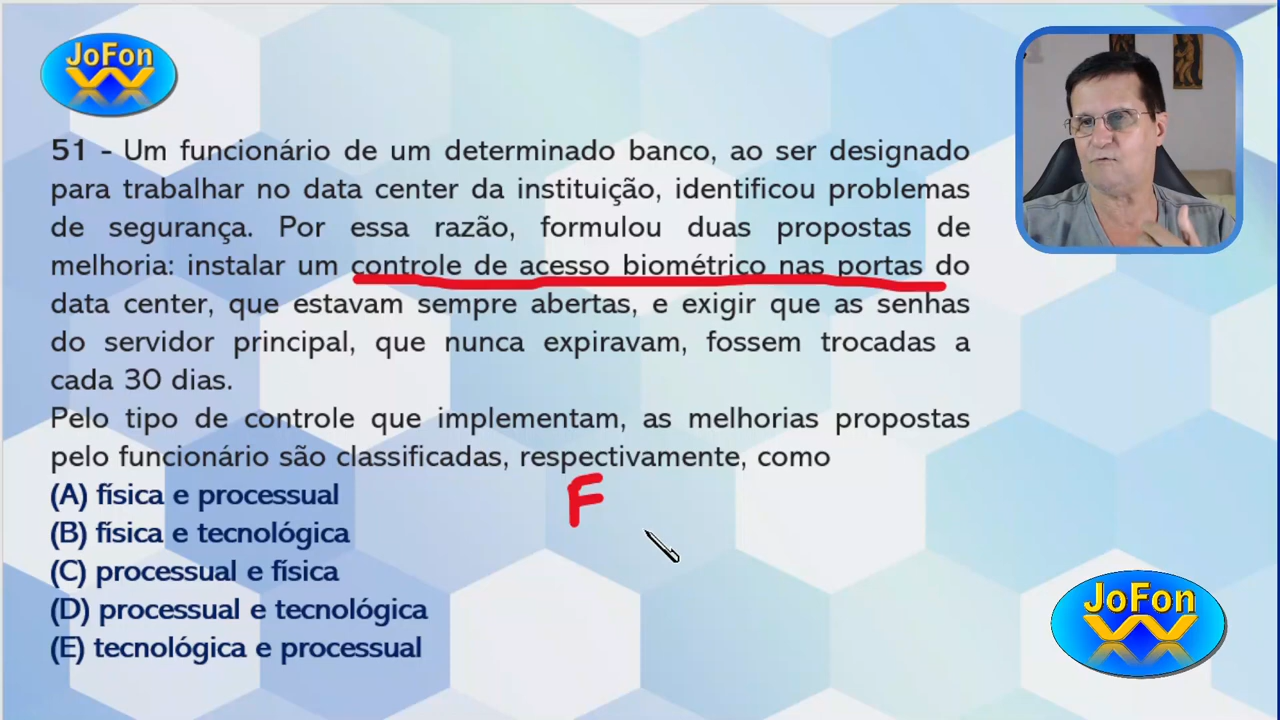 JoFon
51 - Um funcionário de um determinado banco, ao ser designado
para trabalhar no data center da instituição, identificou problemas
de segurança. Por essa razão, formulou duas propostas de
melhoria: instalar um controle de acesso biométrico nas portas do
data center, que estavam sempre abertas, e exigir que as senhas
do servidor principal, que nunca expiravam, fossem trocadas a
cada 30 dias.
Pelo tipo de controle que implementam, as melhorias propostas
pelo funcionário são classificadas, respectivamente, como
F
(A) física e processual
(B) física e tecnológica
(C) processual e física
(D) processual e tecnológica
(E) tecnológica e processual
JoFon